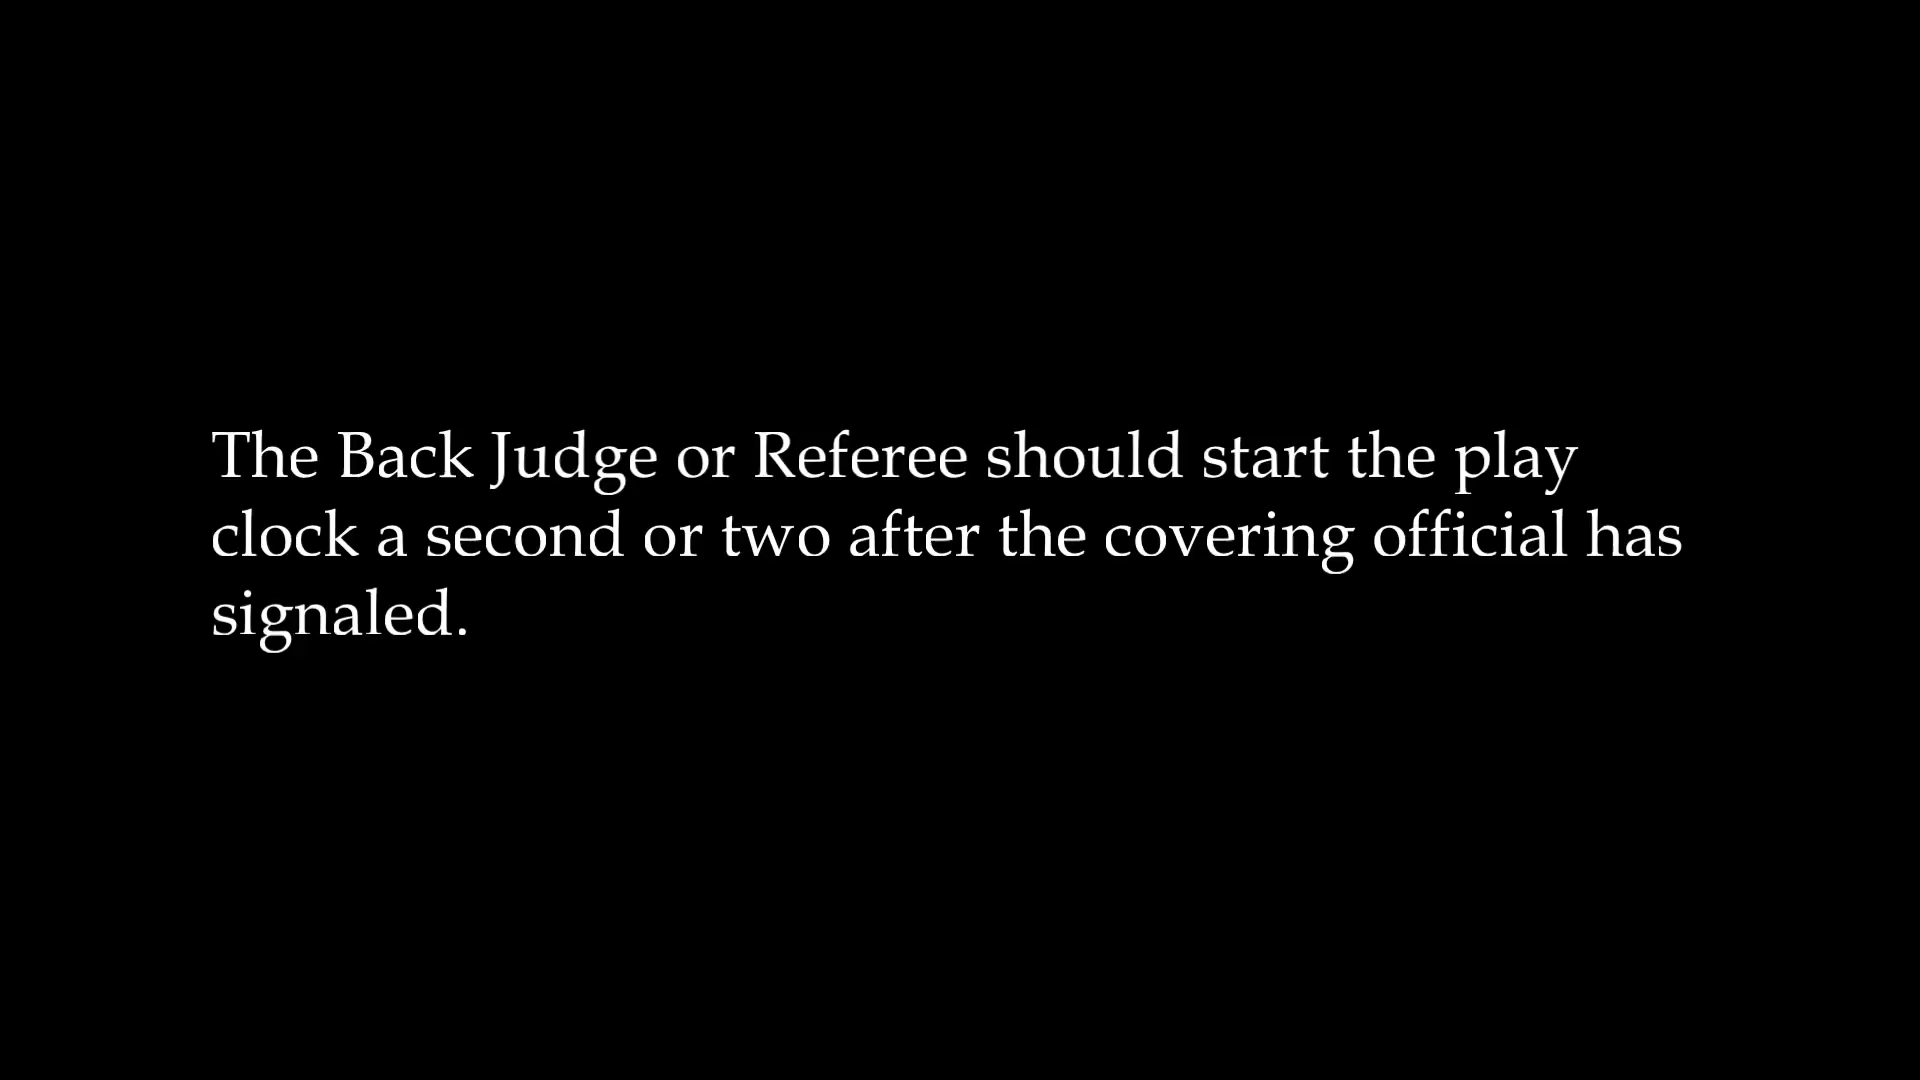 The Back Judge or Referee should start the play
clock a second or two after the covering official has
signaled.